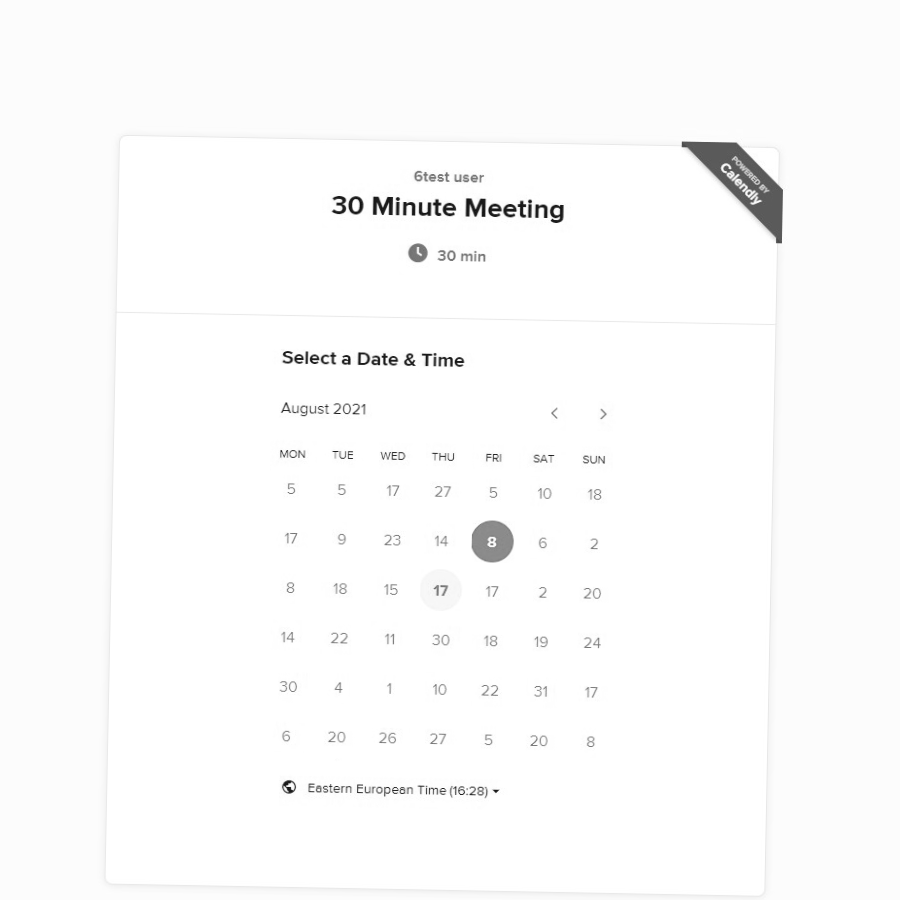 POWERED BY
Calendly
6test user
30 Minute Meeting
30 min
Select a Date & Time
August 2021
MON TUE WED THU FRI SAT SUN
5 5 17 27 5 10 18
17 9 23 14 8 6 2
8 18 15 17 17 2 20
14 22 11 30 18 19 24
30 4 1 10 22 31 17
6 20 26 27 5 20 8
Eastern European Time (16:28)